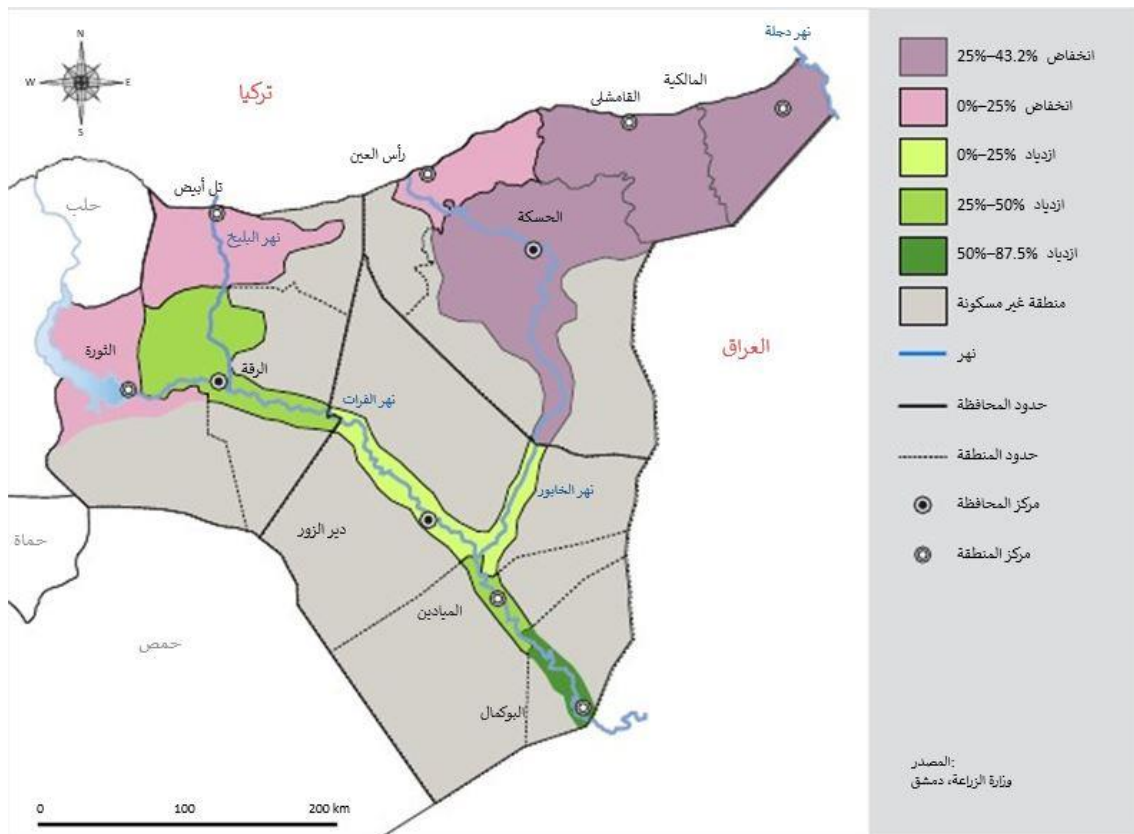 N
W
E
S
تركيا
نهر دجلة
المالكية
القامشلي
رأس العين
تل أبيض
حلب
نهر البليخ
الحسكة
العراق
الثورة
الرقة
نهر الفرات
نهر الخابور
دير الزور
حماة
الميادين
حمص
البوكمال
0 100 200 km
انخفاض 25%–43.2%
انخفاض 0%–25%
ازدياد 0%–25%
ازدياد 25%–50%
ازدياد 50%–87.5%
منطقة غير مسكونة
نهر
حدود المحافظة
حدود المنطقة
مركز المحافظة
مركز المنطقة
المصدر:
وزارة الزراعة، دمشق